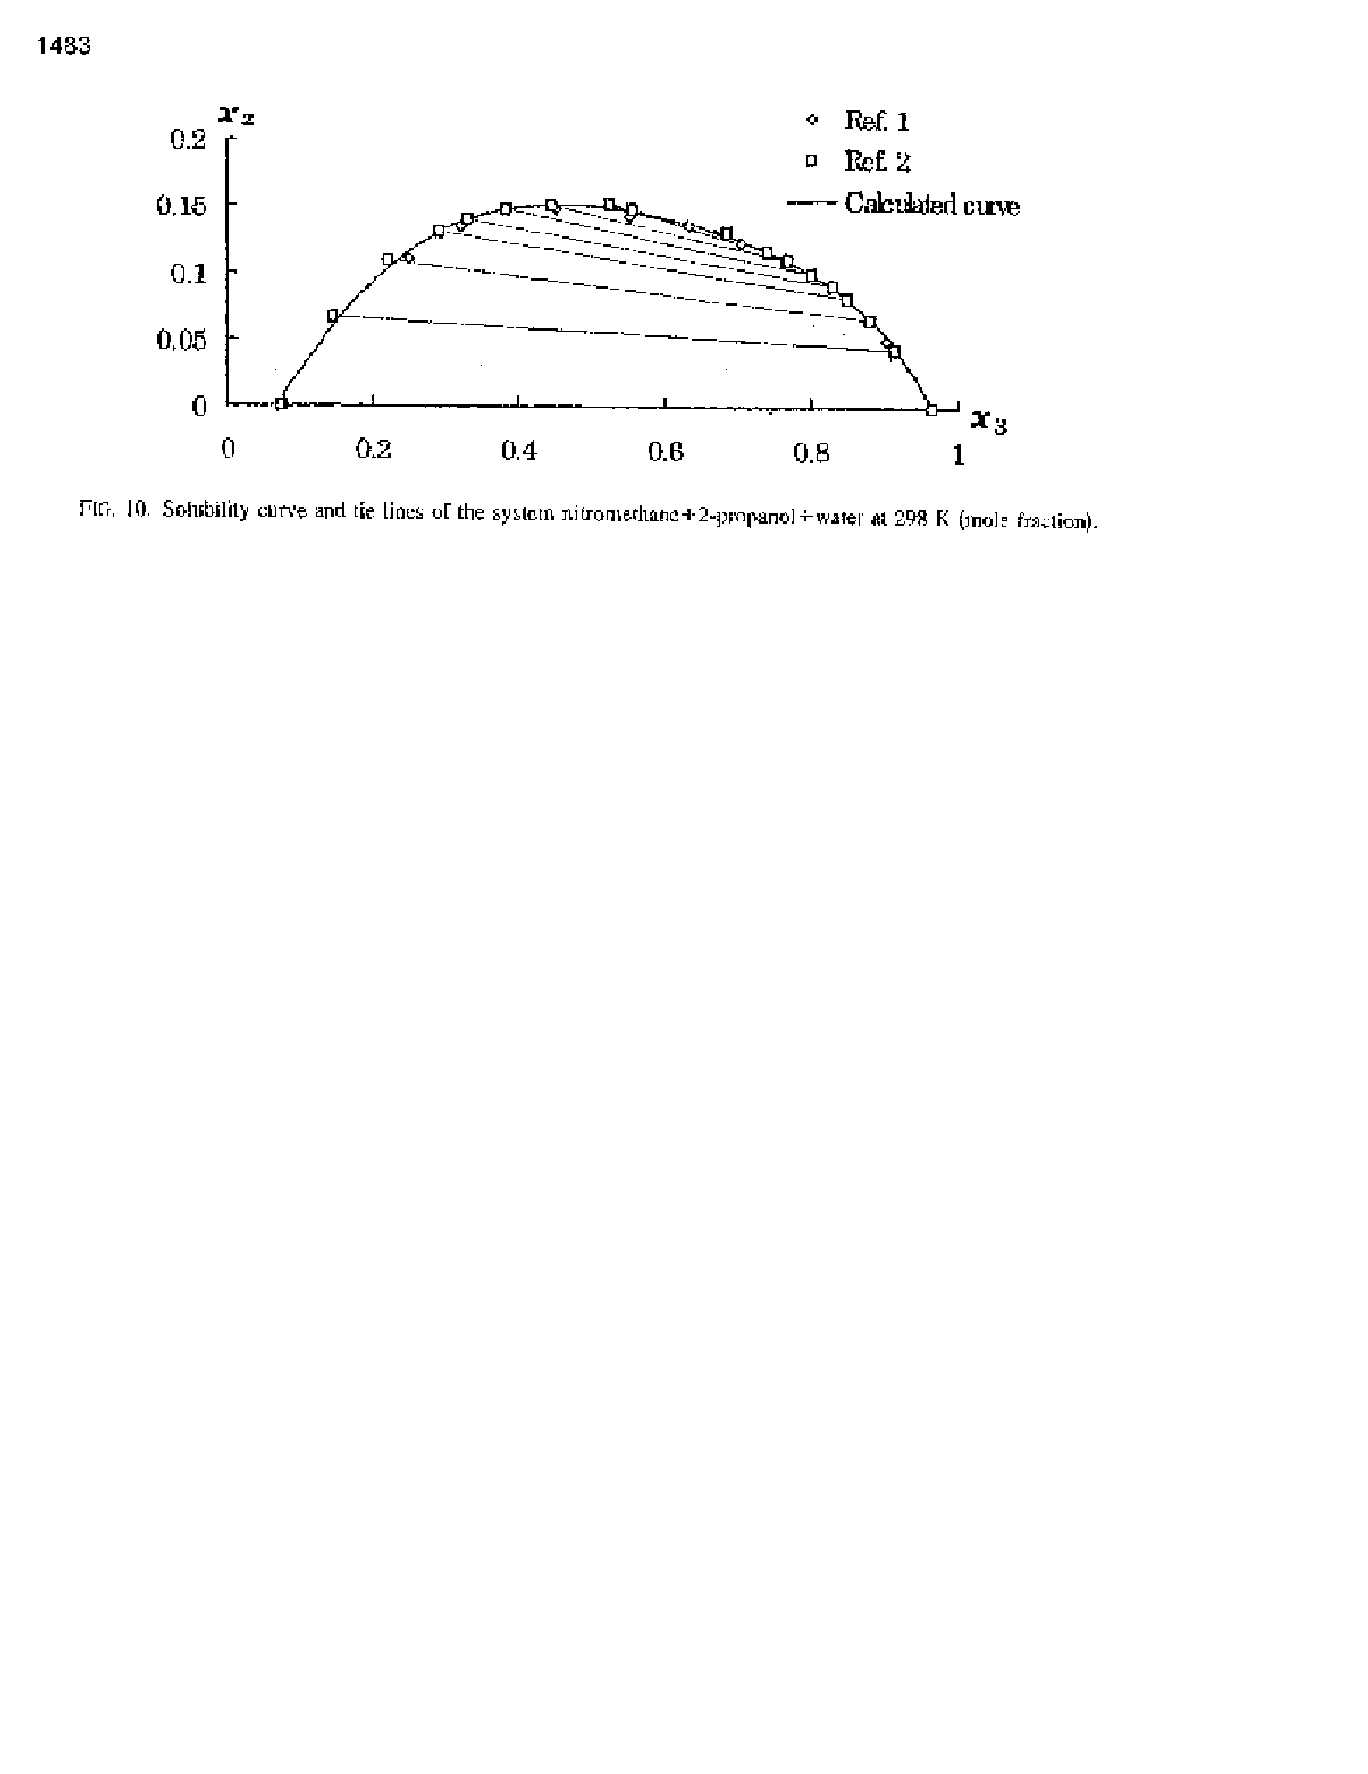 1483
x₂
0.2
0.15
0.1
0.05
0
0 0.2 0.4 0.6 0.8 1
x₃
Ref. 1
Ref. 2
Calculated curve
FIG. 10. Solubility curve and tie lines of the system nitromethane+2-propanol+water at 298 K (mole fraction).